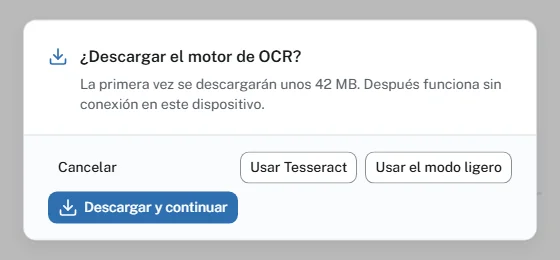 ¿Descargar el motor de OCR?
La primera vez se descargarán unos 42 MB. Después funciona sin
conexión en este dispositivo.
Cancelar
Usar Tesseract
Usar el modo ligero
Descargar y continuar